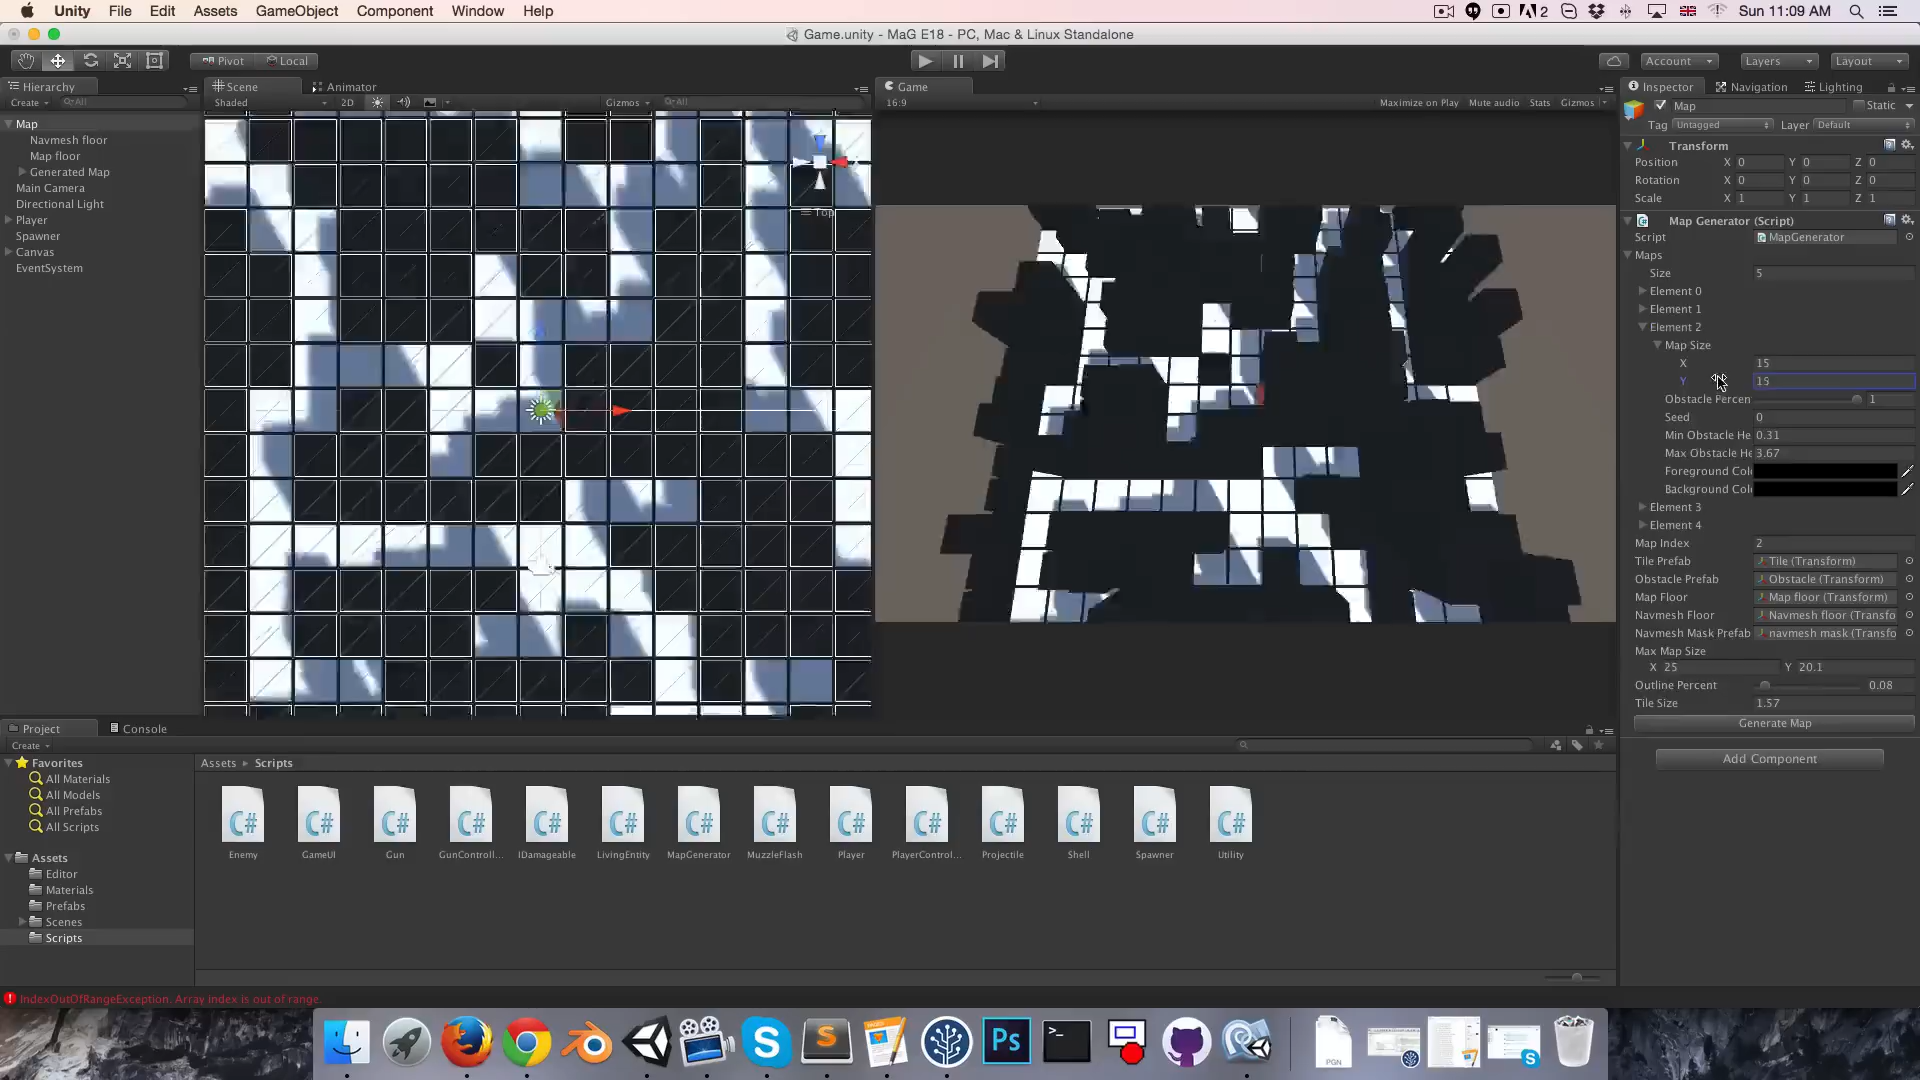 Unity File Edit Assets GameObject Component Window Help
2 Sun 11:09 AM
Game.unity - MaG E18 - PC, Mac & Linux Standalone
Pivot Local Account Layers Layout
Hierarchy
Create All
Map
Navmesh floor
Map floor
Generated Map
Main Camera
Directional Light
Player
Spawner
Canvas
EventSystem
Scene Animator
Shaded 2D Gizmos All
Top
Game
16:9 Maximize on Play Mute audio Stats Gizmos
Inspector Navigation Lighting
Map Static
Tag Untagged Layer Default
Transform
Position X 0 Y 0 Z 0
Rotation X 0 Y 0 Z 0
Scale X 1 Y 1 Z 1
Map Generator (Script)
Script MapGenerator
Maps
Size 5
Element 0
Element 1
Element 2
Map Size
X 15
Y 15
Obstacle Percen 1
Seed 0
Min Obstacle He 0.31
Max Obstacle He 3.67
Foreground Colo
Background Colo
Element 3
Element 4
Map Index 2
Tile Prefab Tile (Transform)
Obstacle Prefab Obstacle (Transform)
Map Floor Map floor (Transform)
Navmesh Floor Navmesh floor (Transfo
Navmesh Mask Prefab navmesh mask (Transfo
Max Map Size
X 25 Y 20.1
Outline Percent 0.08
Tile Size 1.57
Generate Map
Add Component
Project Console
Create
Favorites
All Materials
All Models
All Prefabs
All Scripts
Assets
Editor
Materials
Prefabs
Scenes
Scripts
Assets Scripts
C# C# C# C# C# C# C# C# C# C# C# C# C# C#
Enemy GameUI Gun GunControll... IDamageable LivingEntity MapGenerator MuzzleFlash Player PlayerControl... Projectile Shell Spawner Utility
IndexOutOfRangeException: Array index is out of range.
S S Ps >_ PGN S